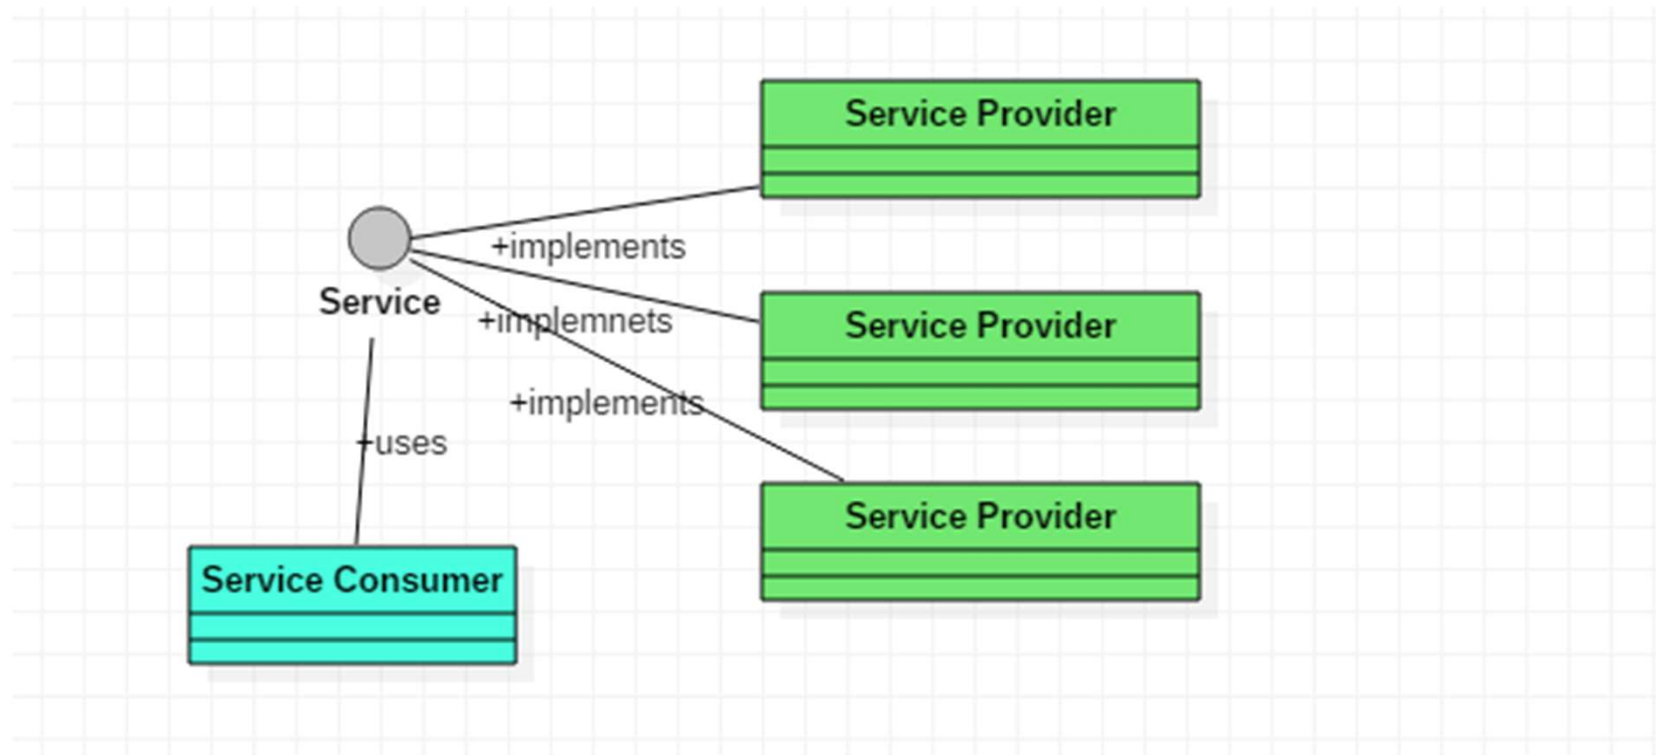 Service Provider
+implements
Service
Service Provider
+implemnets
+implements
+uses
Service Provider
Service Consumer